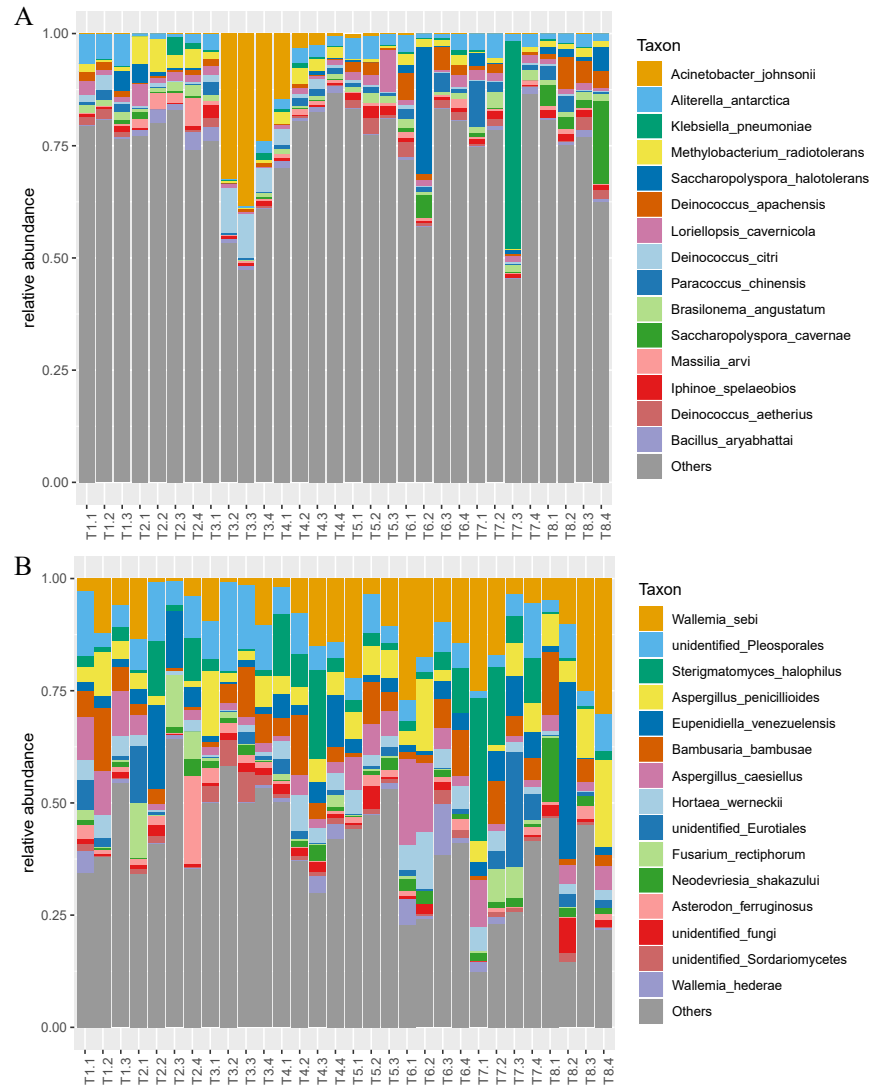 A
1.00
0.75
0.50
0.25
0.00
relative abundance
T1.1 T1.2 T1.3 T2.1 T2.2 T2.3 T2.4 T3.1 T3.2 T3.3 T3.4 T4.1 T4.2 T4.3 T4.4 T5.1 T5.2 T5.3 T6.1 T6.2 T6.3 T6.4 T7.1 T7.2 T7.3 T7.4 T8.1 T8.2 T8.3 T8.4
Taxon
Acinetobacter_johnsonii
Aliterella_antarctica
Klebsiella_pneumoniae
Methylobacterium_radiotolerans
Saccharopolyspora_halotolerans
Deinococcus_apachensis
Loriellopsis_cavernicola
Deinococcus_citri
Paracoccus_chinensis
Brasilonema_angustatum
Saccharopolyspora_cavernae
Massilia_arvi
Iphinoe_spelaeobios
Deinococcus_aetherius
Bacillus_aryabhattai
Others
B
1.00
0.75
0.50
0.25
0.00
relative abundance
T1.1 T1.2 T1.3 T2.1 T2.2 T2.3 T2.4 T3.1 T3.2 T3.3 T3.4 T4.1 T4.2 T4.3 T4.4 T5.1 T5.2 T5.3 T6.1 T6.2 T6.3 T6.4 T7.1 T7.2 T7.3 T7.4 T8.1 T8.2 T8.3 T8.4
Taxon
Wallemia_sebi
unidentified_Pleosporales
Sterigmatomyces_halophilus
Aspergillus_penicillioides
Eupenidiella_venezuelensis
Bambusaria_bambusae
Aspergillus_caesiellus
Hortaea_werneckii
unidentified_Eurotiales
Fusarium_rectiphorum
Neodevriesia_shakazului
Asterodon_ferruginosus
unidentified_fungi
unidentified_Sordariomycetes
Wallemia_hederae
Others